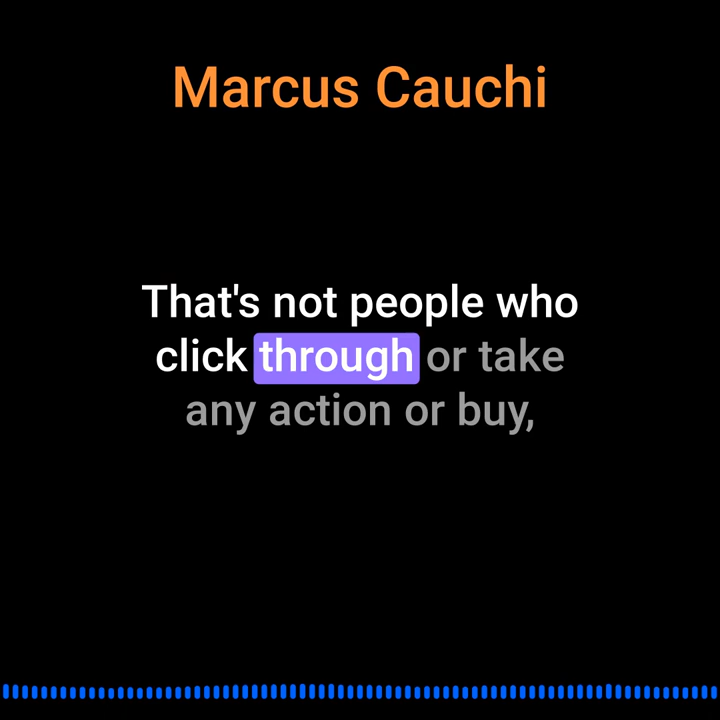 Marcus Cauchi
That's not people who
click through or take
any action or buy,